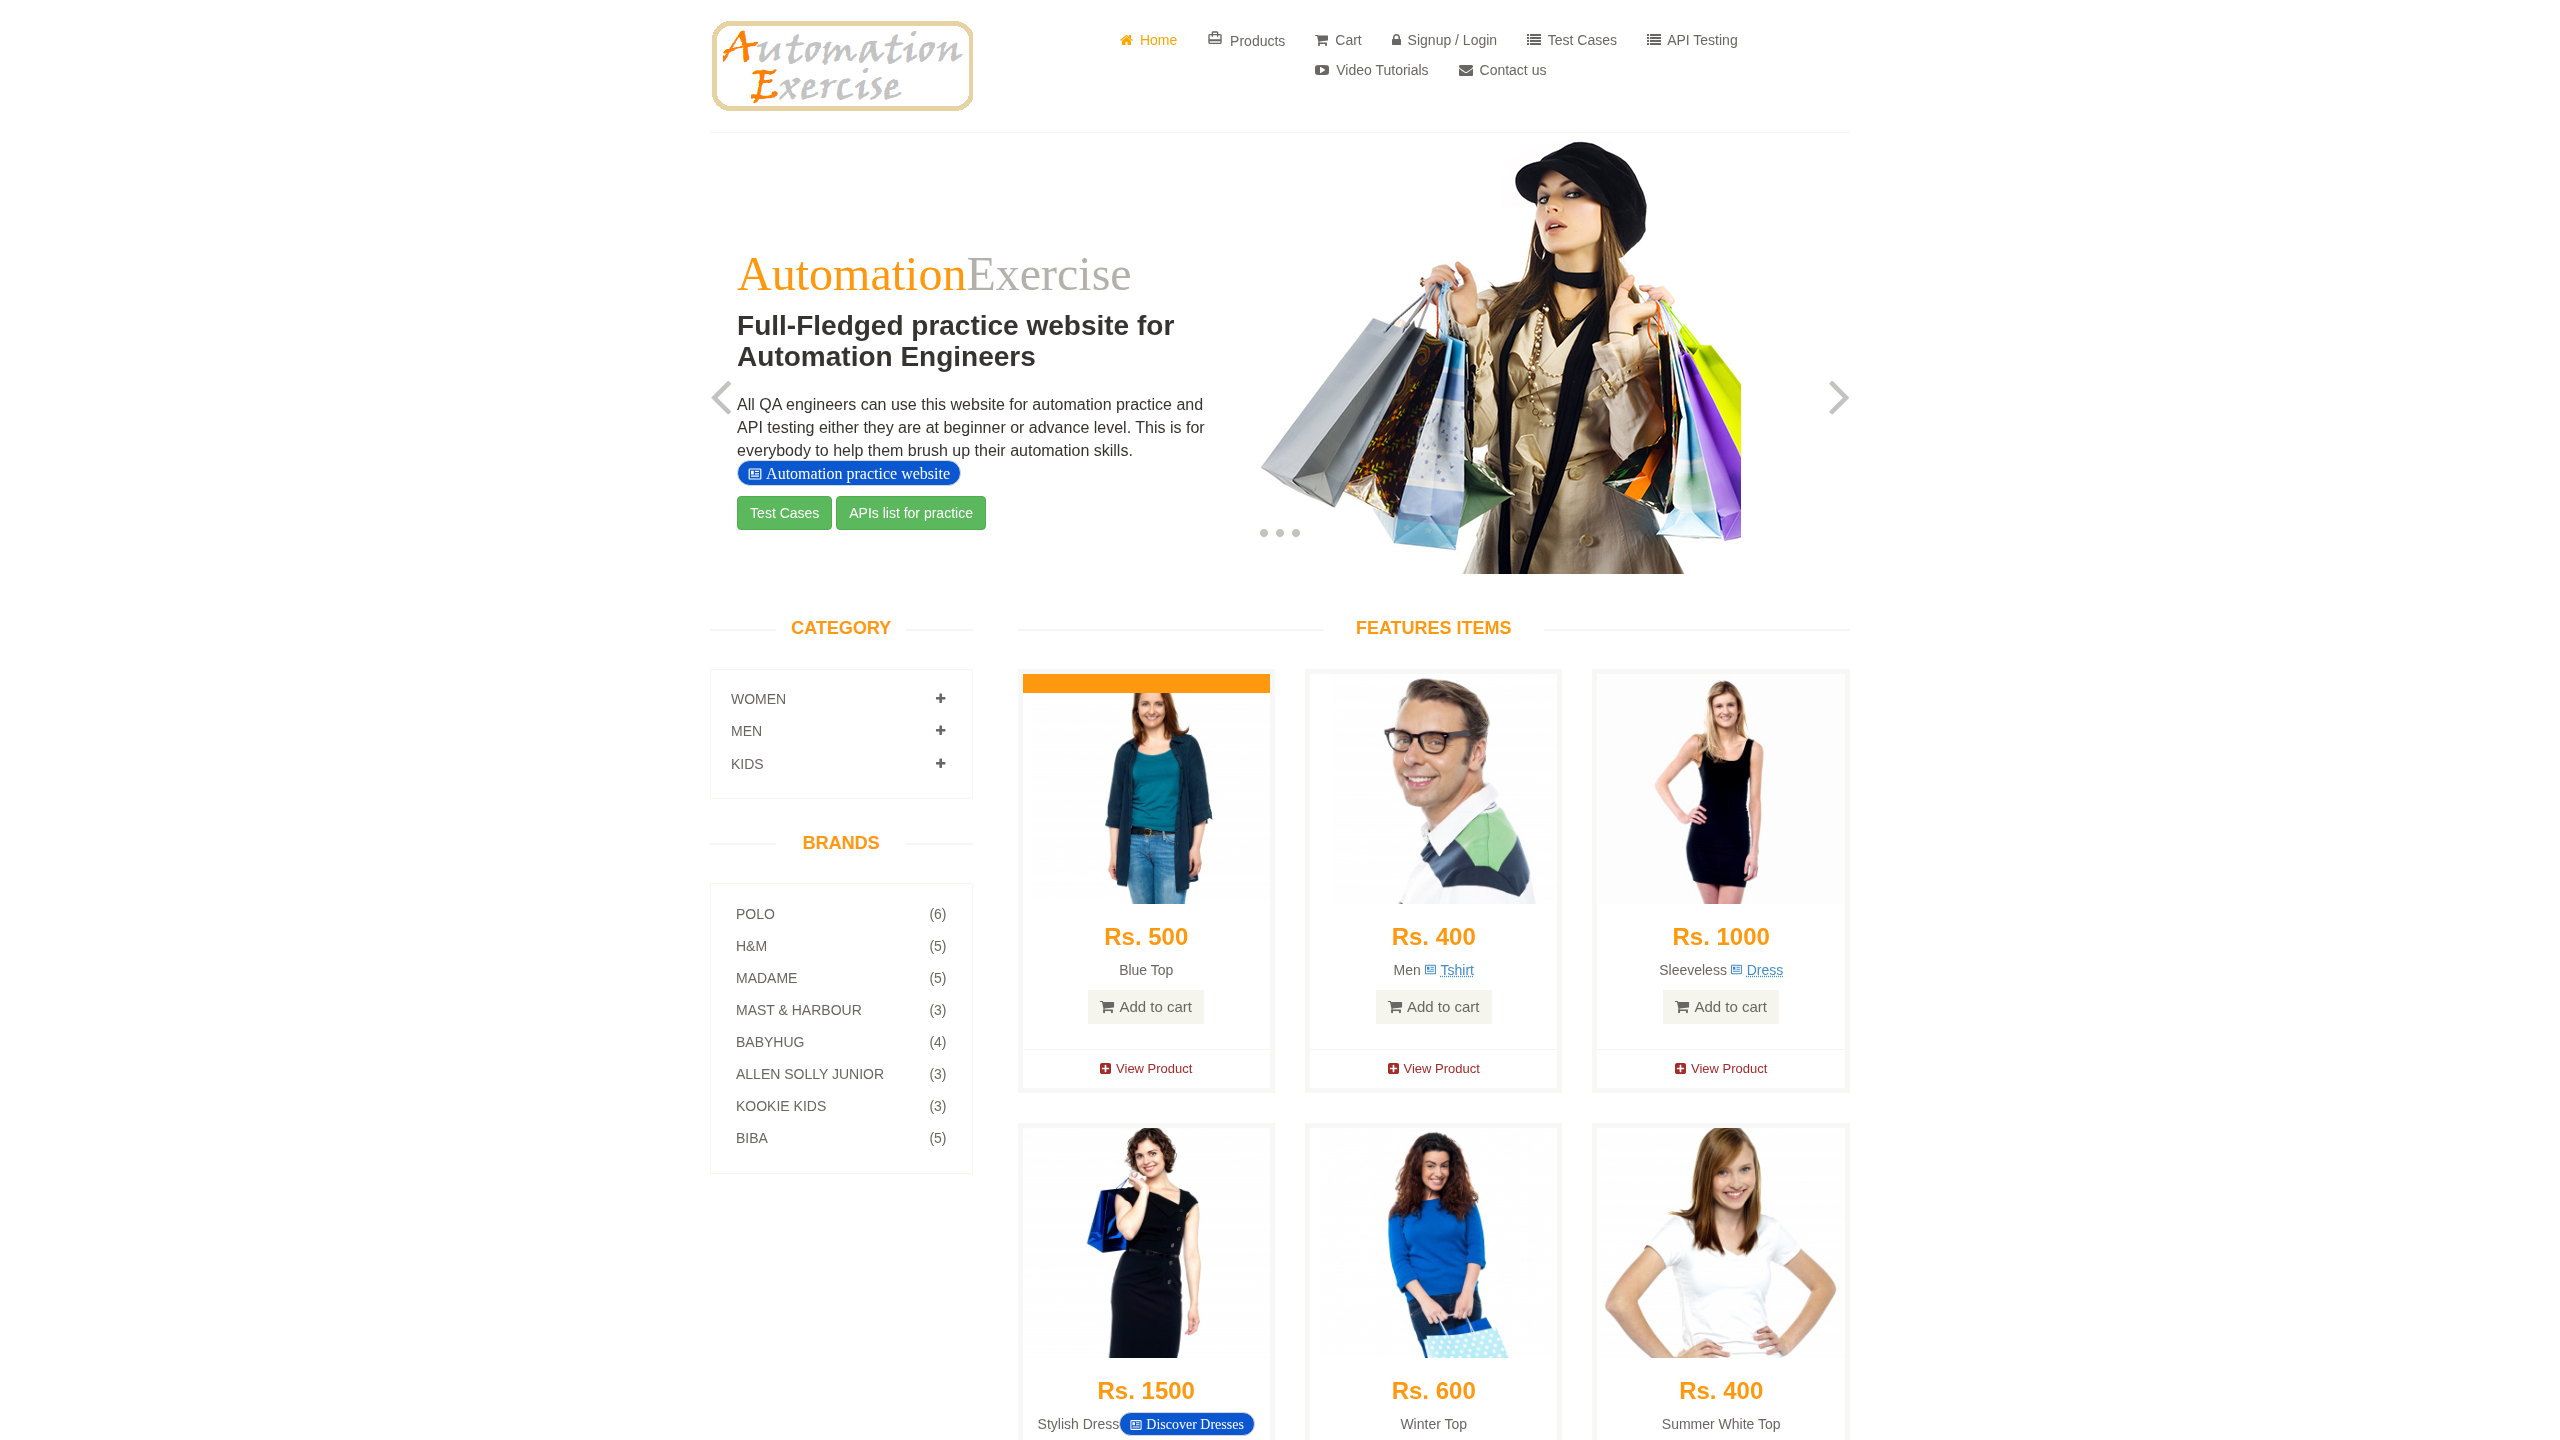 Automation
Exercise
Home
Products
Cart
Signup / Login
Test Cases
API Testing
Video Tutorials
Contact us
AutomationExercise
Full-Fledged practice website for
Automation Engineers
All QA engineers can use this website for automation practice and
API testing either they are at beginner or advance level. This is for
everybody to help them brush up their automation skills.
Automation practice website
Test Cases
APIs list for practice
CATEGORY
WOMEN
MEN
KIDS
BRANDS
POLO (6)
H&M (5)
MADAME (5)
MAST & HARBOUR (3)
BABYHUG (4)
ALLEN SOLLY JUNIOR (3)
KOOKIE KIDS (3)
BIBA (5)
FEATURES ITEMS
Rs. 500
Blue Top
Add to cart
View Product
Rs. 400
Men Tshirt
Add to cart
View Product
Rs. 1000
Sleeveless Dress
Add to cart
View Product
Rs. 1500
Stylish Dress Discover Dresses
Rs. 600
Winter Top
Rs. 400
Summer White Top